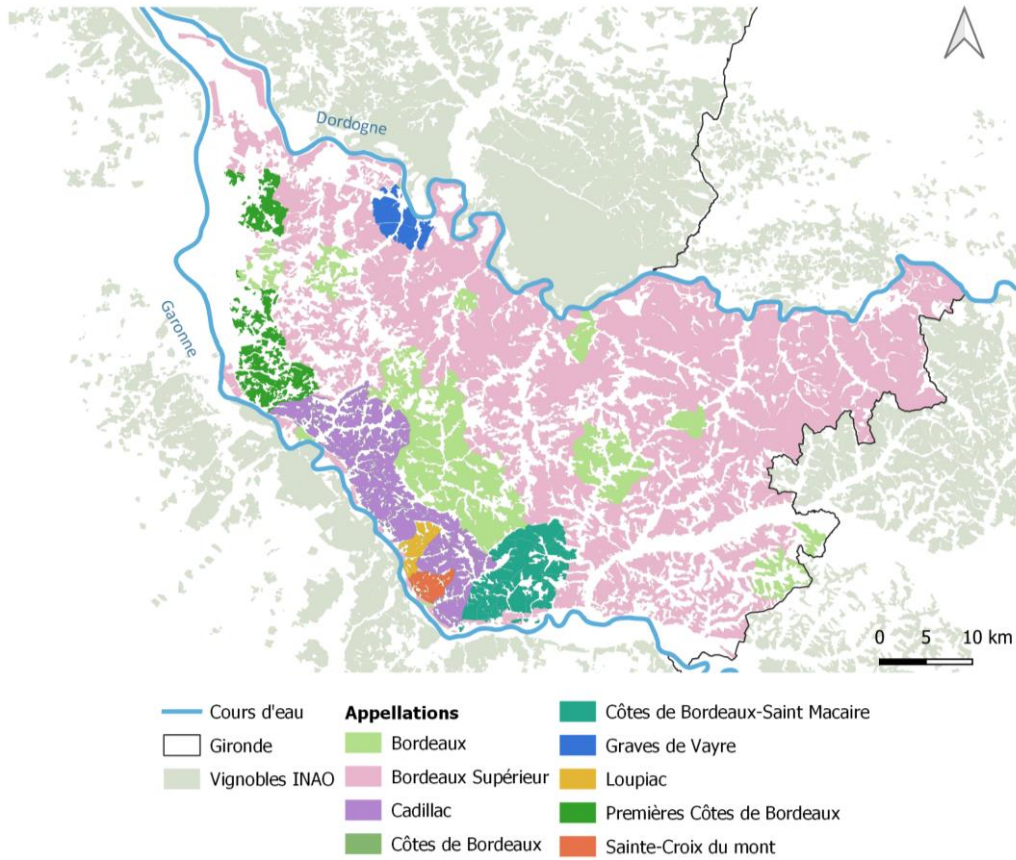 Dordogne
Garonne
0 5 10 km
Cours d'eau
Gironde
Vignobles INAO
Appellations
Bordeaux
Bordeaux Supérieur
Cadillac
Côtes de Bordeaux
Côtes de Bordeaux-Saint Macaire
Graves de Vayre
Loupiac
Premières Côtes de Bordeaux
Sainte-Croix du mont